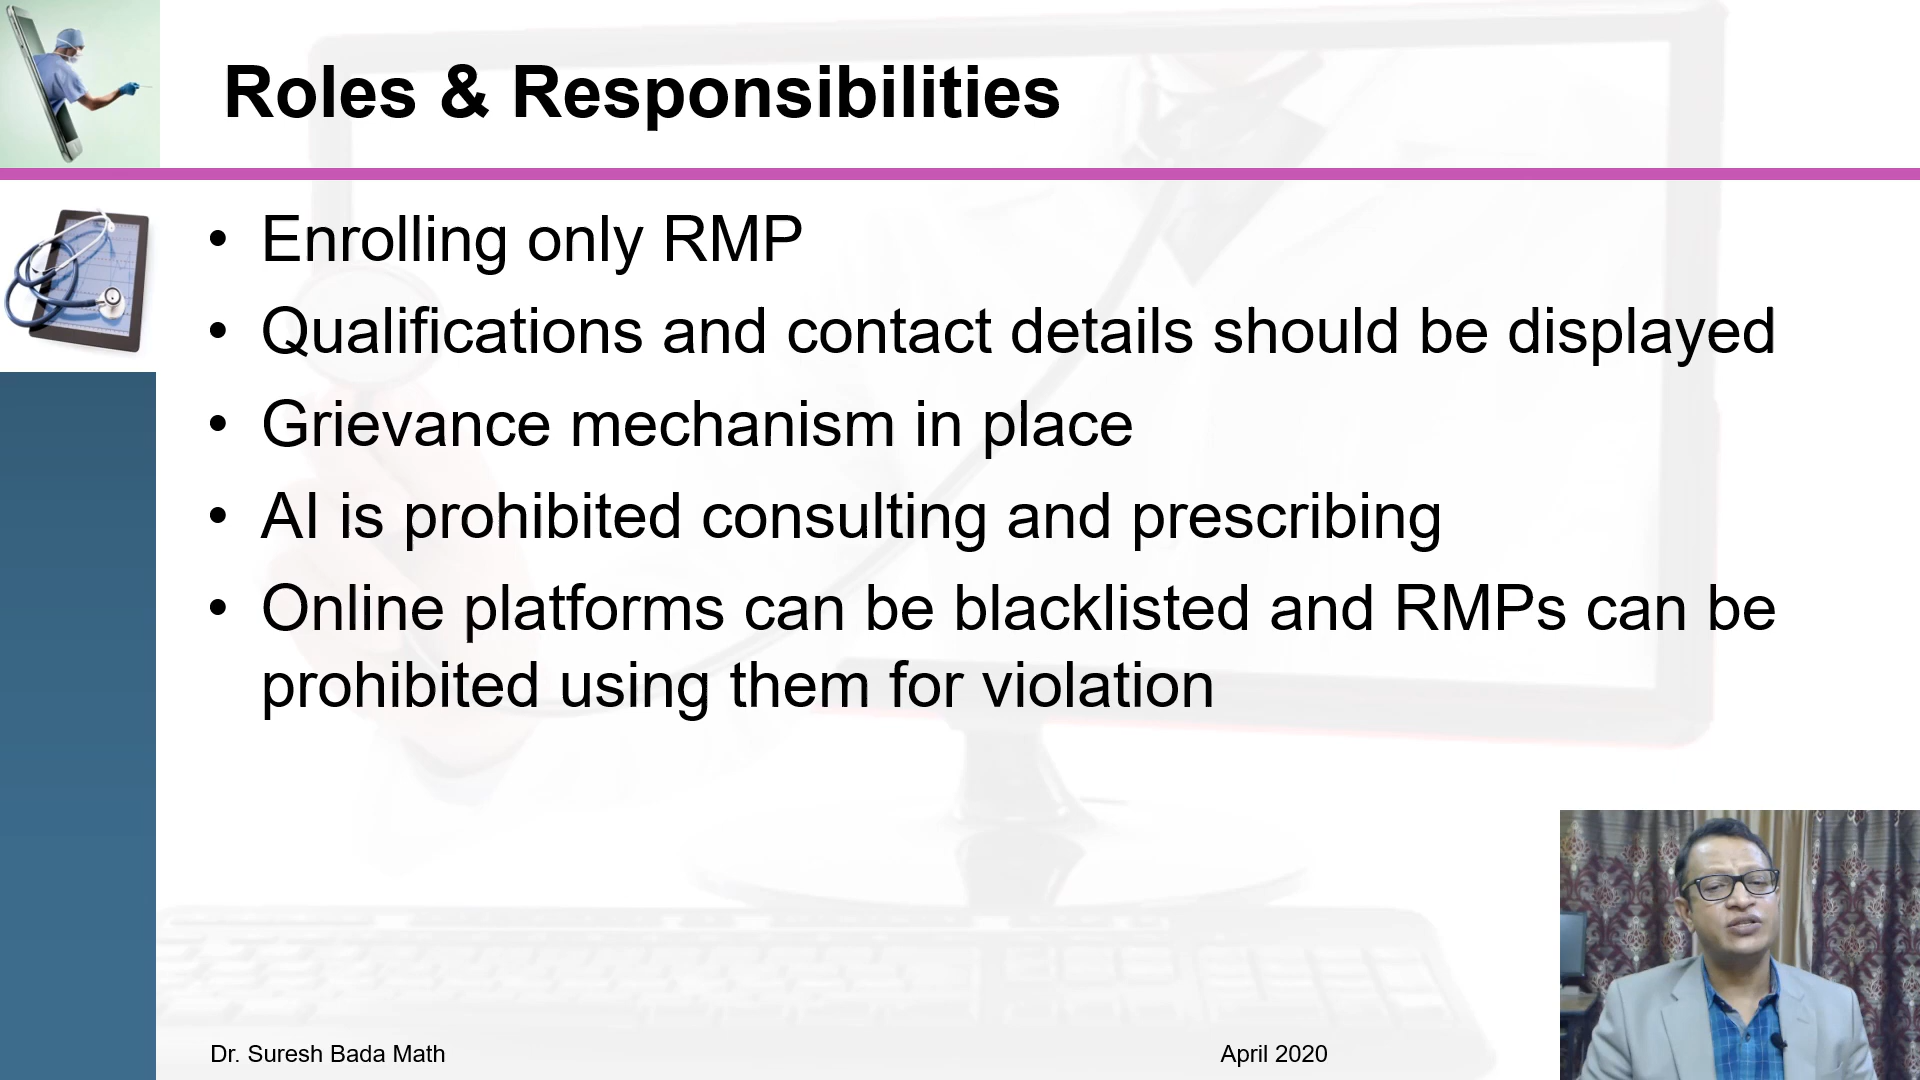 Roles & Responsibilities
• Enrolling only RMP
• Qualifications and contact details should be displayed
• Grievance mechanism in place
• AI is prohibited consulting and prescribing
• Online platforms can be blacklisted and RMPs can be
prohibited using them for violation
Dr. Suresh Bada Math
April 2020